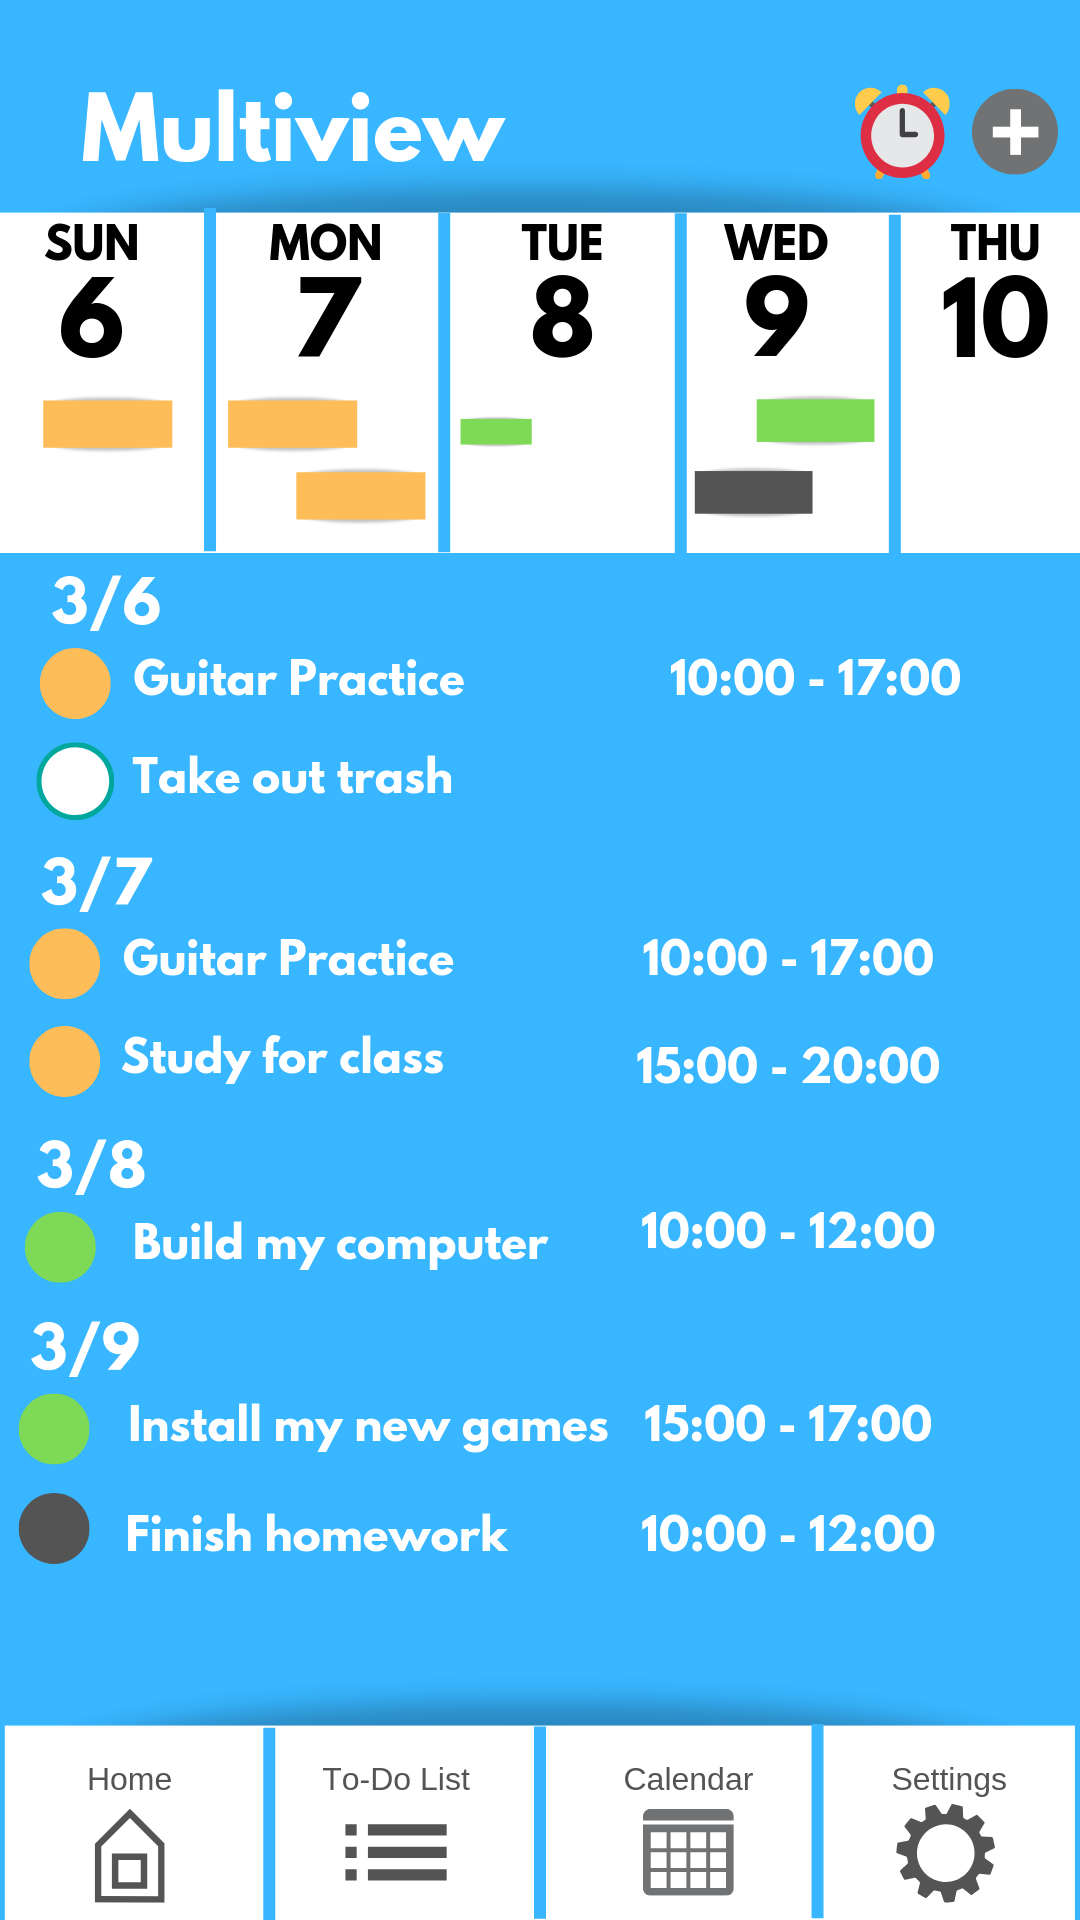 Multiview
SUN MON TUE WED THU
6 7 8 9 10
3/6
Guitar Practice 10:00 - 17:00
Take out trash
3/7
Guitar Practice 10:00 - 17:00
Study for class 15:00 - 20:00
3/8
Build my computer 10:00 - 12:00
3/9
Install my new games 15:00 - 17:00
Finish homework 10:00 - 12:00
Home To-Do List Calendar Settings